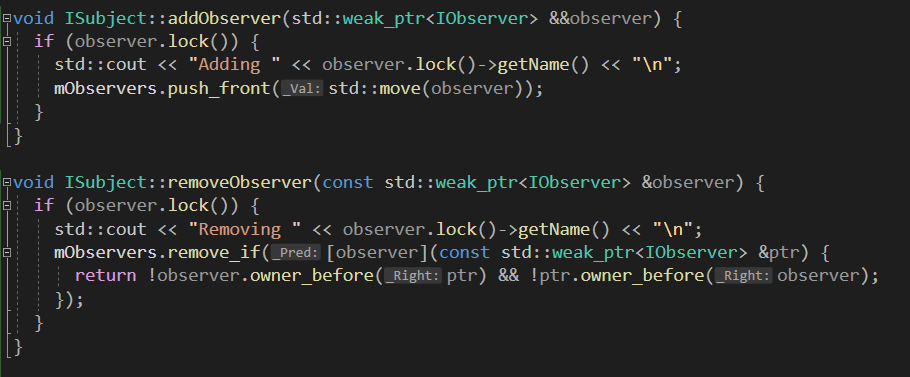 void ISubject::addObserver(std::weak_ptr<IObserver> &&observer) {
  if (observer.lock()) {
    std::cout << "Adding " << observer.lock()->getName() << "\n";
    mObservers.push_front(_Val: std::move(observer));
  }
}

void ISubject::removeObserver(const std::weak_ptr<IObserver> &observer) {
  if (observer.lock()) {
    std::cout << "Removing " << observer.lock()->getName() << "\n";
    mObservers.remove_if(_Pred: [observer](const std::weak_ptr<IObserver> &ptr) {
      return !observer.owner_before(_Right: ptr) && !ptr.owner_before(_Right: observer);
    });
  }
}